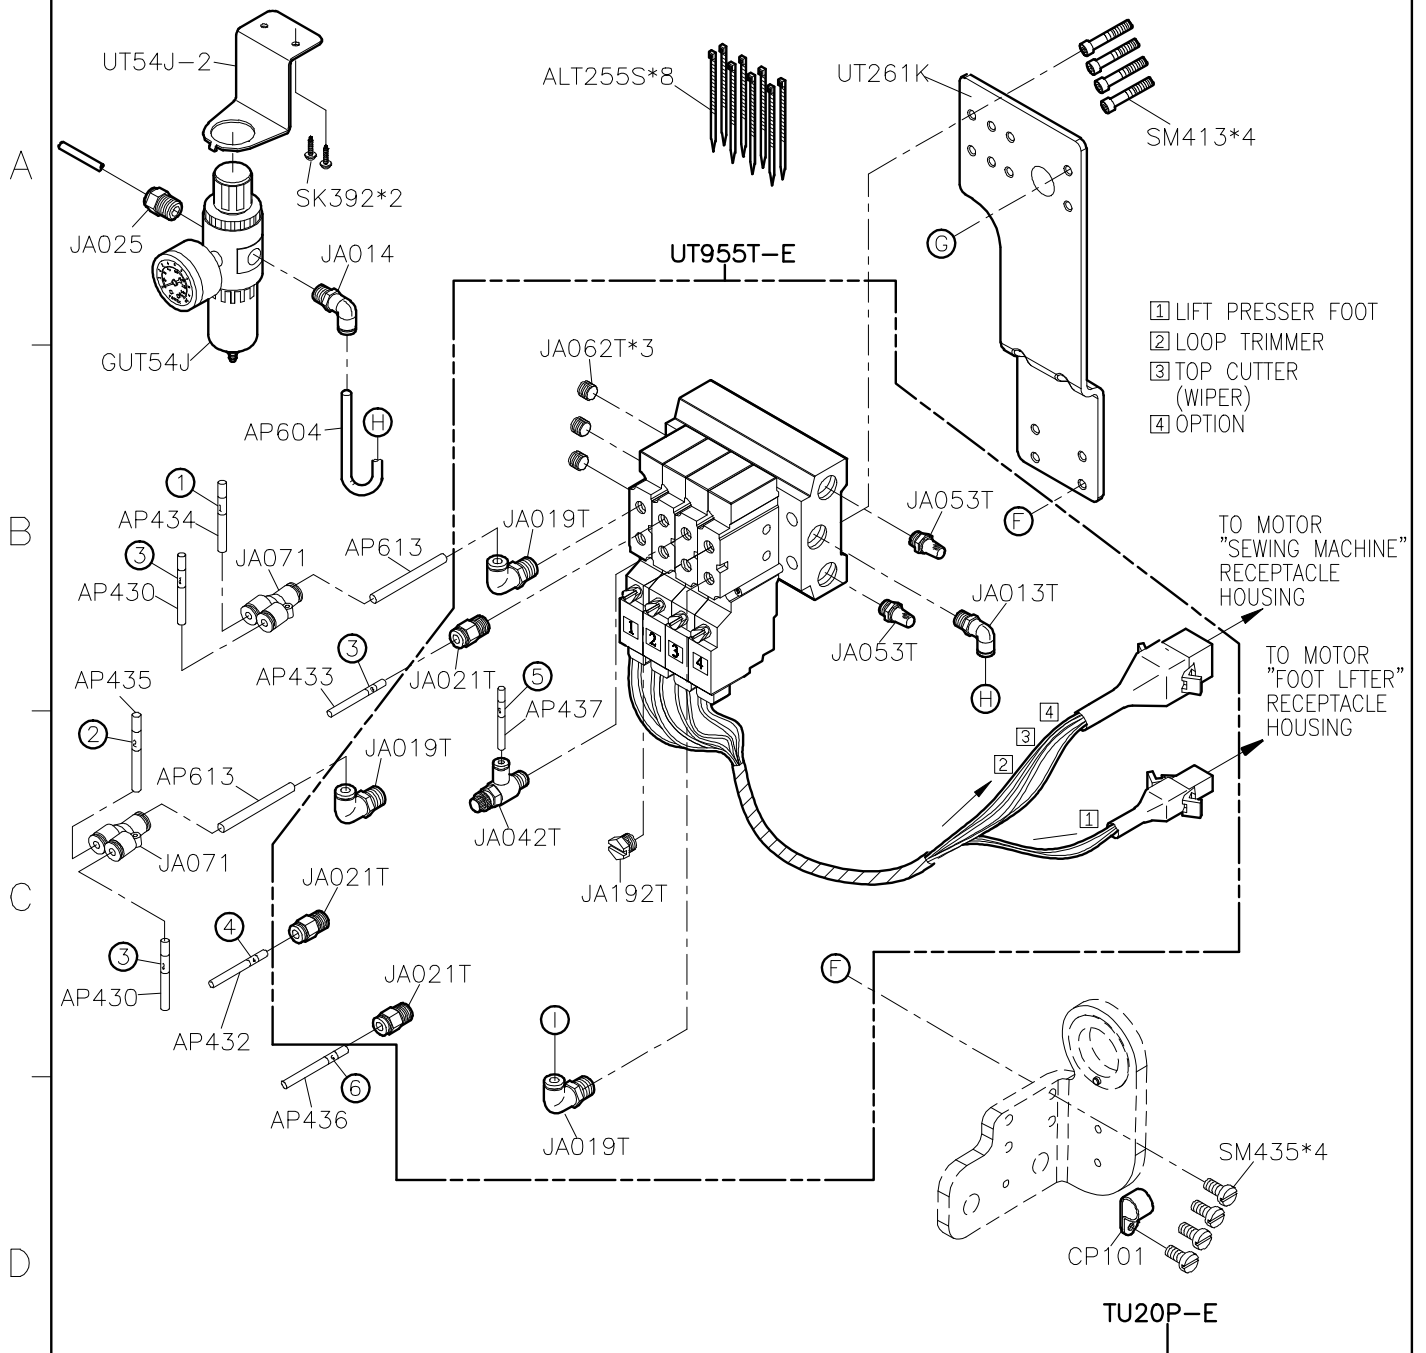 UT54J-2
ALT255S*8
UT261K
SM413*4
A
SK392*2
JA025
JA014
G
UT955T-E
1 LIFT PRESSER FOOT
2 LOOP TRIMMER
3 TOP CUTTER
(WIPER)
4 OPTION
GUT54J
JA062T*3
AP604
H
1
AP434
JA019T
JA053T
F
B
3
JA071
AP613
AP430
TO MOTOR
"SEWING MACHINE"
RECEPTACLE
HOUSING
JA013T
JA053T
1
2
3
4
3
AP433
JA021T
5
AP437
H
TO MOTOR
"FOOT LFTER"
RECEPTACLE
HOUSING
AP435
2
4
3
2
1
JA019T
AP613
JA042T
JA071
JA192T
C
JA021T
4
3
AP430
AP432
JA021T
F
I
6
AP436
JA019T
SM435*4
CP101
D
TU20P-E